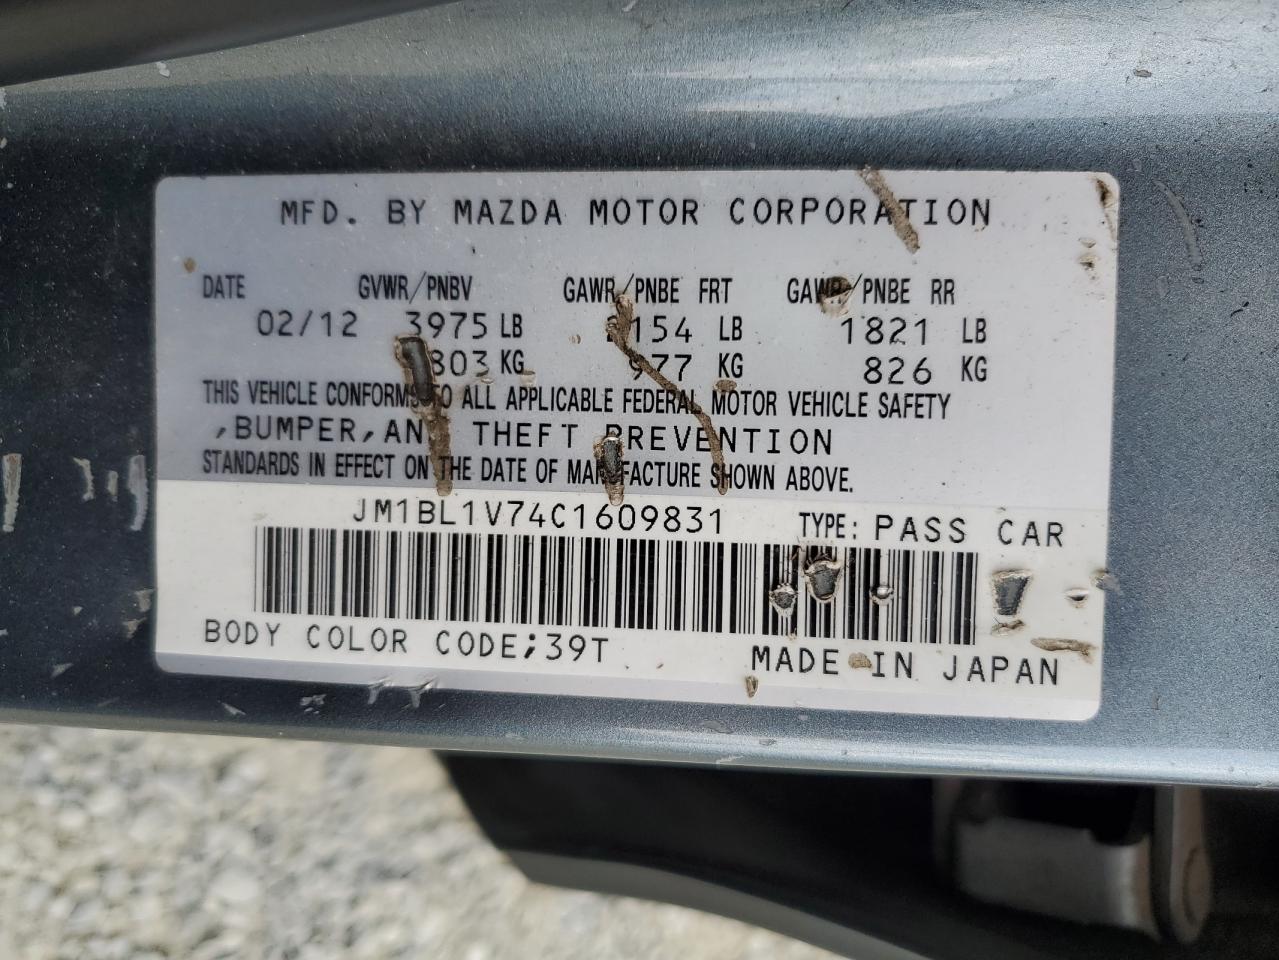 MFD. BY MAZDA MOTOR CORPORATION
DATE GVWR/PNBV GAWR/PNBE FRT GAWR/PNBE RR
02/12 3975 LB 2154 LB 1821 LB
KG 977 KG 826 KG
THIS VEHICLE CONFORMS TO ALL APPLICABLE FEDERAL MOTOR VEHICLE SAFETY
,BUMPER,AND THEFT PREVENTION
STANDARDS IN EFFECT ON THE DATE OF MANUFACTURE SHOWN ABOVE.
JM1BL1V74C1609831 TYPE: PASS CAR
BODY COLOR CODE;39T
MADE IN JAPAN